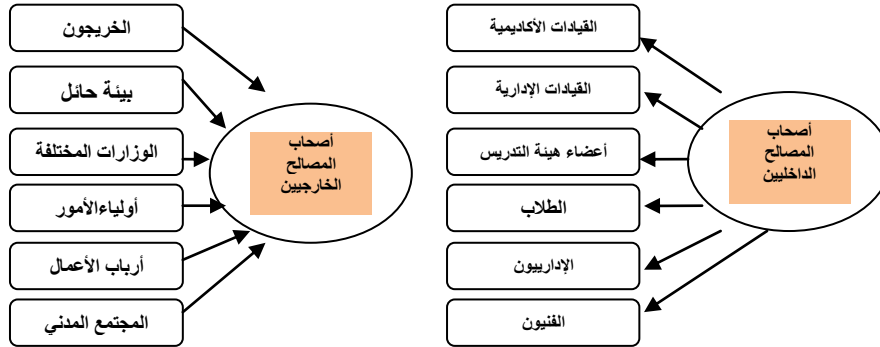 أصحاب
المصالح
الداخليين
القيادات الأكاديمية
القيادات الإدارية
أعضاء هيئة التدريس
الطلاب
الإدارييون
الفنيون
أصحاب
المصالح
الخارجيين
الخريجون
بيئة حائل
الوزارات المختلفة
أولياءالأمور
أرباب الأعمال
المجتمع المدني